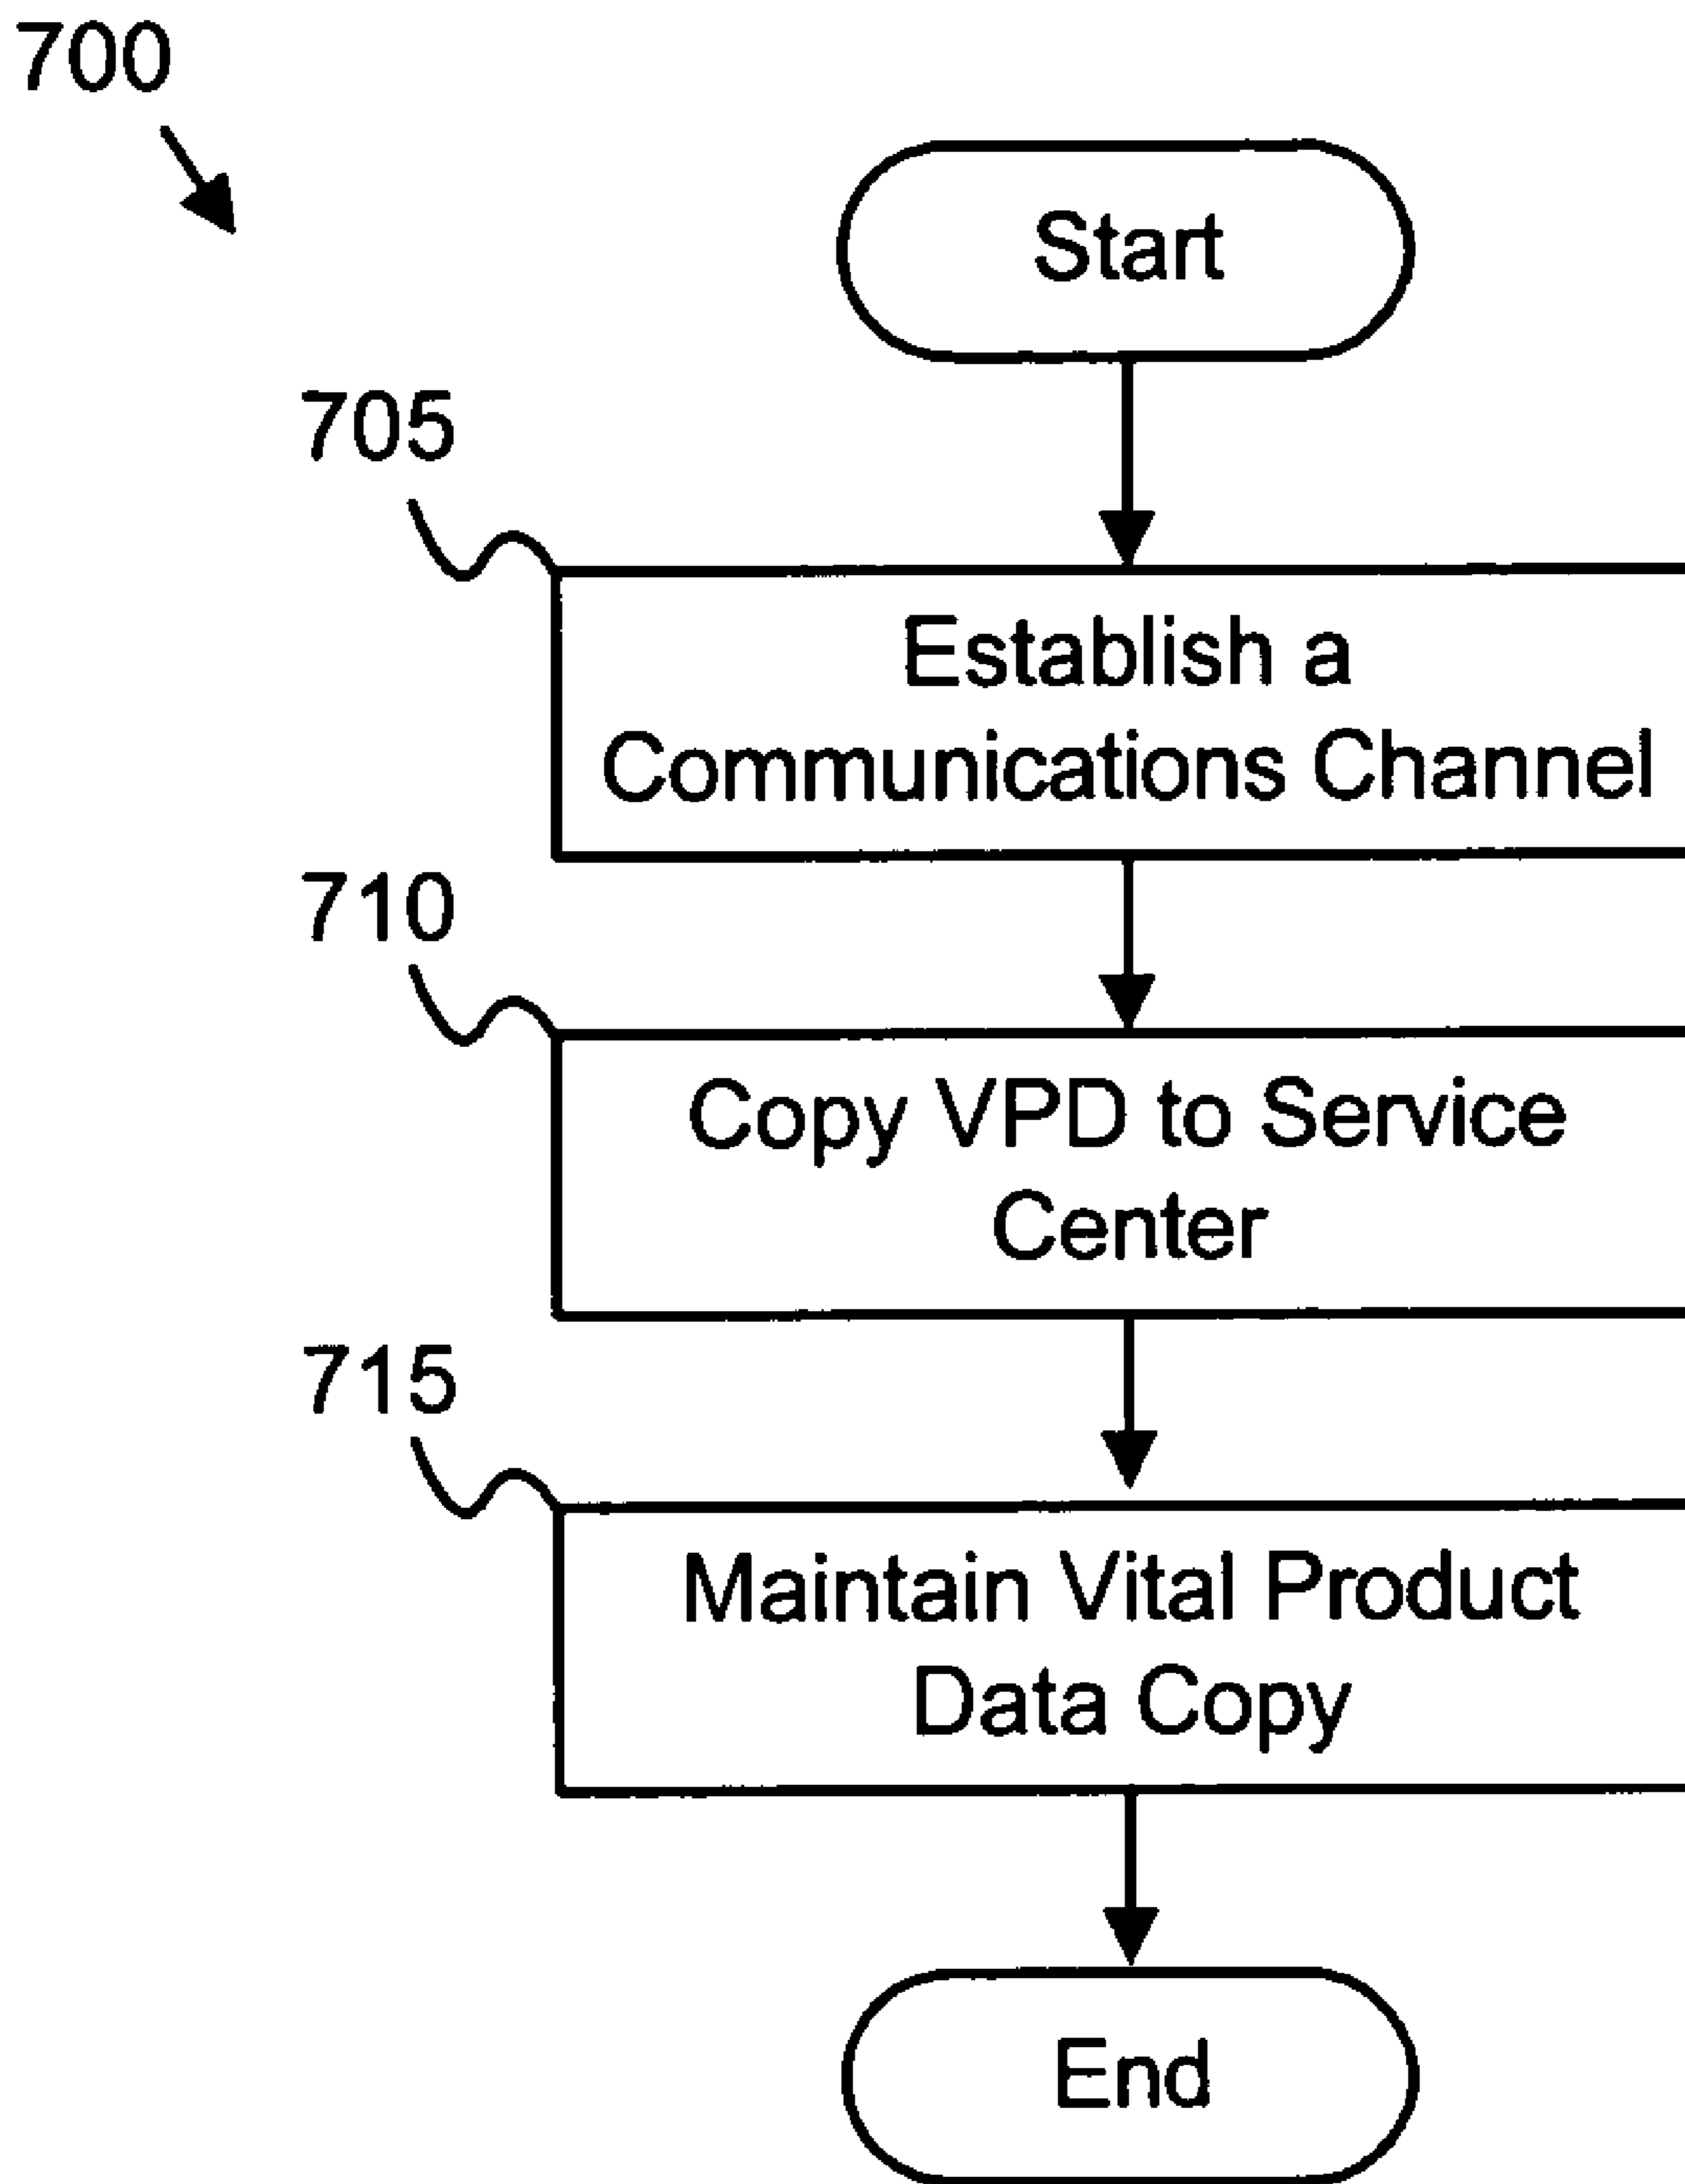 700
Start
705
Establish a
Communications Channel
710
Copy VPD to Service
Center
715
Maintain Vital Product
Data Copy
End